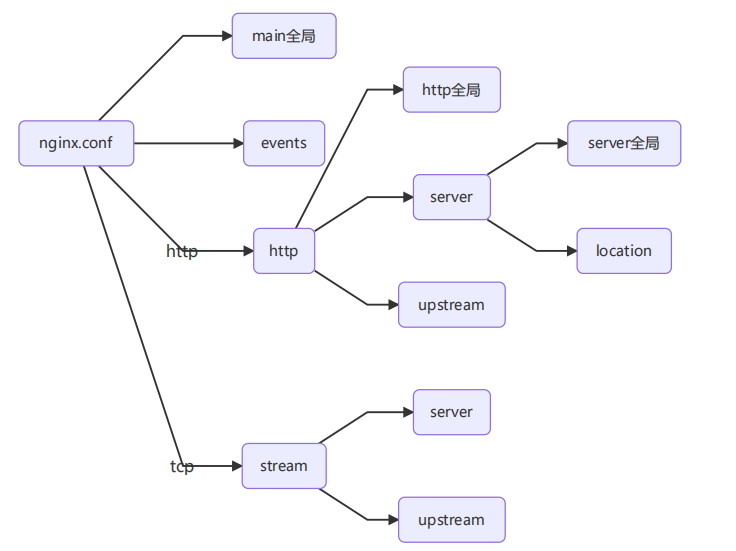 main全局
http全局
nginx.conf
events
server全局
server
http
http
location
upstream
server
tcp
stream
upstream